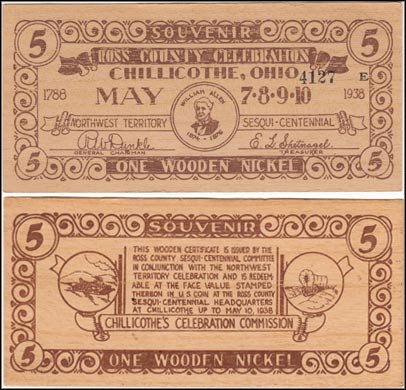 5 SOUVENIR 5
ROSS COUNTY CELEBRATION
CHILLICOTHE, OHIO 4127 E
1788 MAY WILLIAM ALLEN 7-8-9-10 1938
NORTHWEST TERRITORY SESQUI-CENTENNIAL
E. L. Spetnagel
GENERAL CHAIRMAN TREASURER
5 ONE WOODEN NICKEL 5
5 SOUVENIR 5
THIS WOODEN CERTIFICATE IS ISSUED BY THE
ROSS COUNTY SESQUI-CENTENNIAL COMMITTEE
IN CONJUNCTION WITH THE NORTHWEST
TERRITORY CELEBRATION AND IS REDEEM
ABLE AT THE FACE VALUE STAMPED
THEREON IN U.S COIN AT THE ROSS COUNTY
SESQUI-CENTENNIAL HEADQUARTERS
AT CHILLICOTHE UP TO MAY 10, 1938
CHILLICOTHE'S CELEBRATION COMMISSION
5 ONE WOODEN NICKEL 5